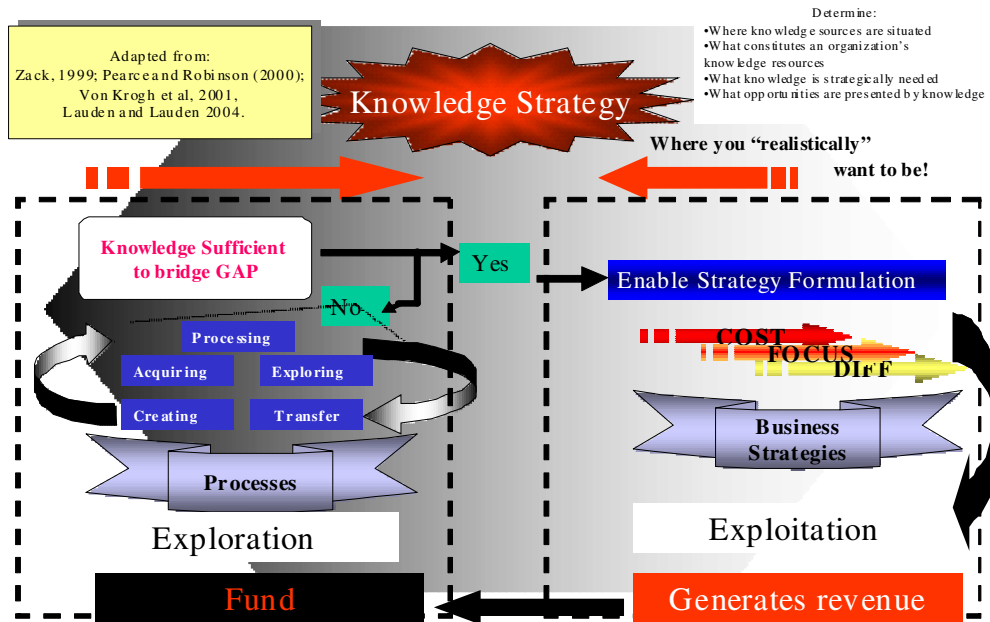 Adapted from:
Zack, 1999; Pearce and Robinson (2000);
Von Krogh et al, 2001,
Lauden and Lauden 2004.
Knowledge Strategy
Determine:
•Where knowledge sources are situated
•What constitutes an organization's
knowledge resources
•What knowledge is strategically needed
•What opportunities are presented by knowledge
Where you “realistically”
want to be!
Knowledge Sufficient
to bridge GAP
Yes
No
Enable Strategy Formulation
Processing
Acquiring
Exploring
Creating
Transfer
Processes
COST
FOCUS
DIFF
Business
Strategies
Exploration
Exploitation
Fund
Generates revenue